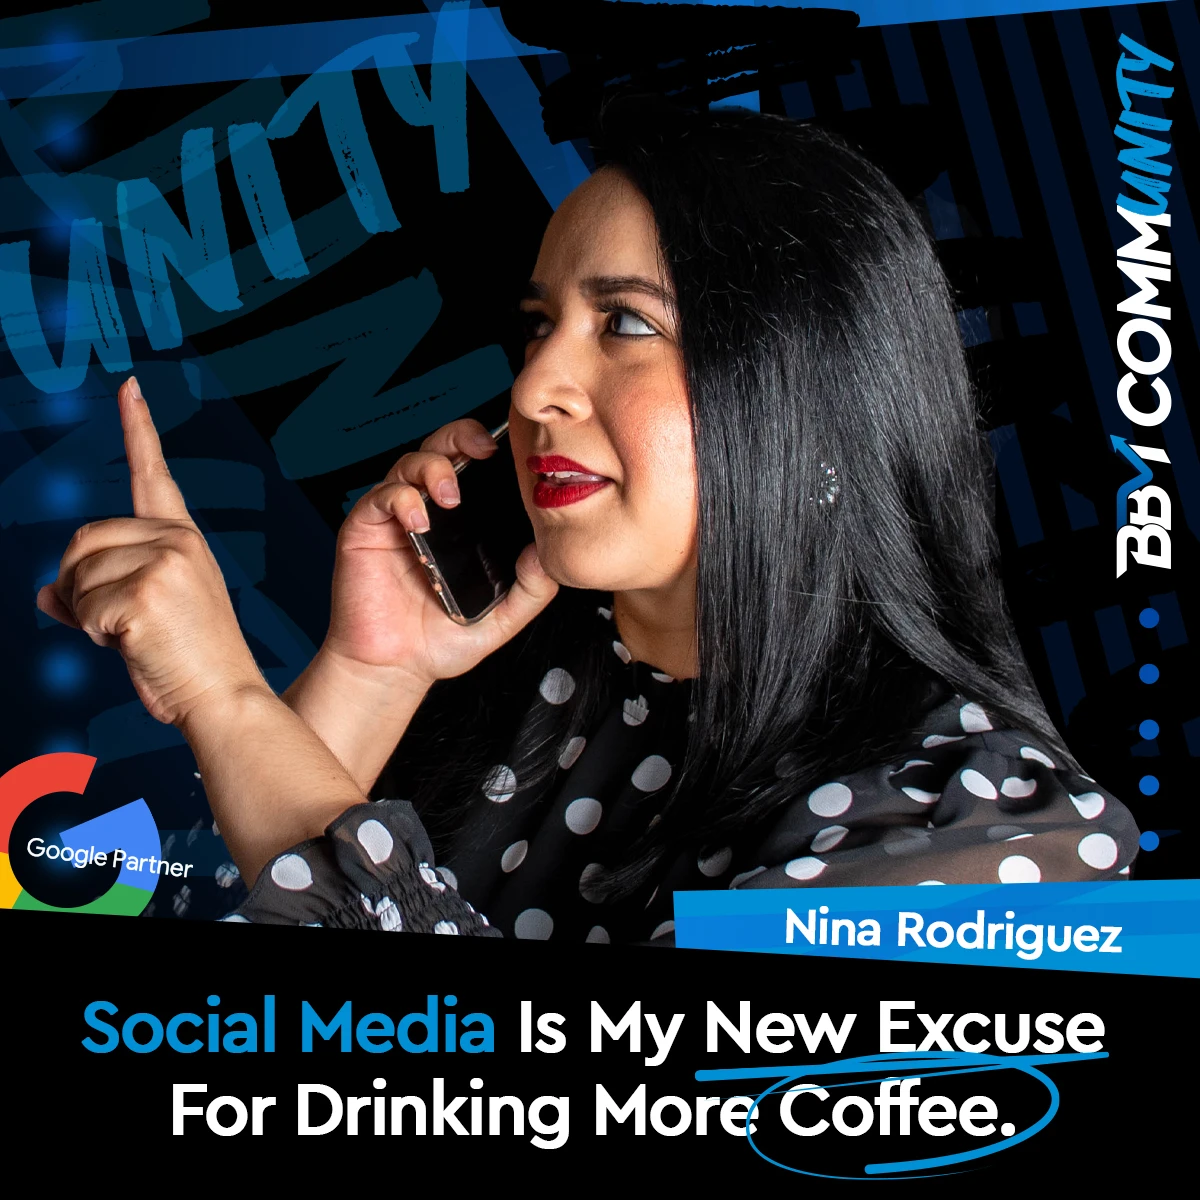 UNITY
BBM COMMUNITY
Google Partner
Nina Rodriguez
Social Media Is My New Excuse
For Drinking More Coffee.